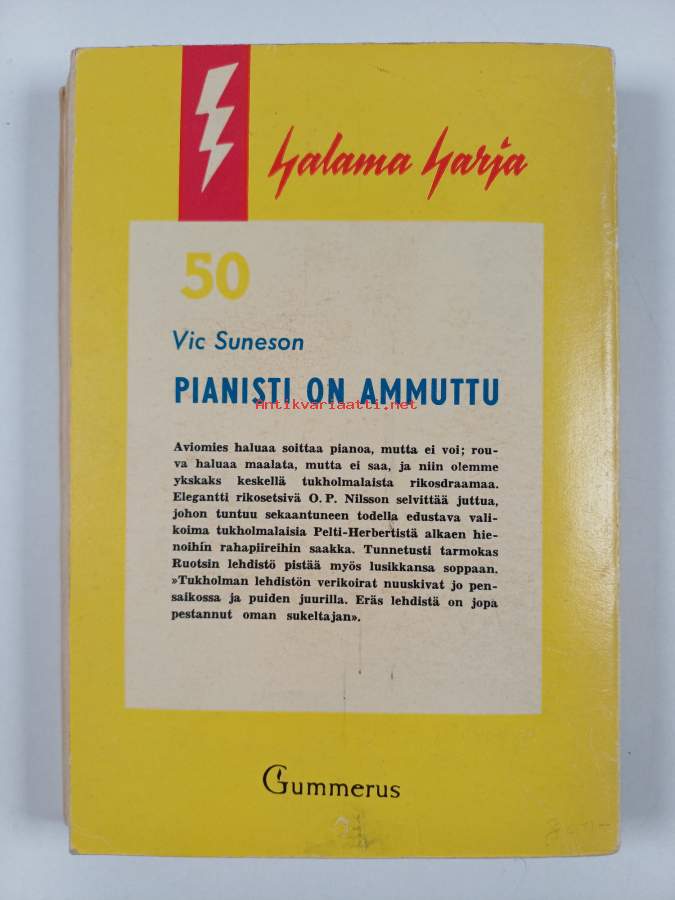 Salama Sarja
50
Vic Suneson
PIANISTI ON AMMUTTU
Antikvariaatti.net
Aviomies haluaa soittaa pianoa, mutta ei voi; rou-
va haluaa maalata, mutta ei saa, ja niin olemme
ykskaks keskellä tukholmalaista rikosdraamaa.
Elegantti rikosetsivä O. P. Nilsson selvittää juttua,
johon tuntuu sekaantuneen todella edustava vali-
koima tukholmalaisia Pelti-Herbertistä alkaen hie-
noihin rahapiireihin saakka. Tunnetusti tarmokas
Ruotsin lehdistö pistää myös lusikkansa soppaan.
»Tukholman lehdistön verikoirat nuuskivat jo pen-
saikossa ja puiden juurilla. Eräs lehdistä on jopa
pestannut oman sukeltajan».
Gummerus